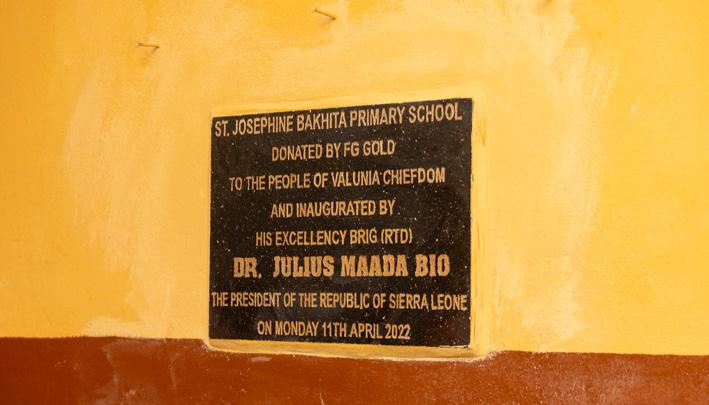 ST. JOSEPHINE BAKHITA PRIMARY SCHOOL
DONATED BY FG GOLD
TO THE PEOPLE OF VALUNIA CHIEFDOM
AND INAUGURATED BY
HIS EXCELLENCY BRIG (RTD)
DR. JULIUS MAADA BIO
THE PRESIDENT OF THE REPUBLIC OF SIERRA LEONE
ON MONDAY 11TH APRIL 2022